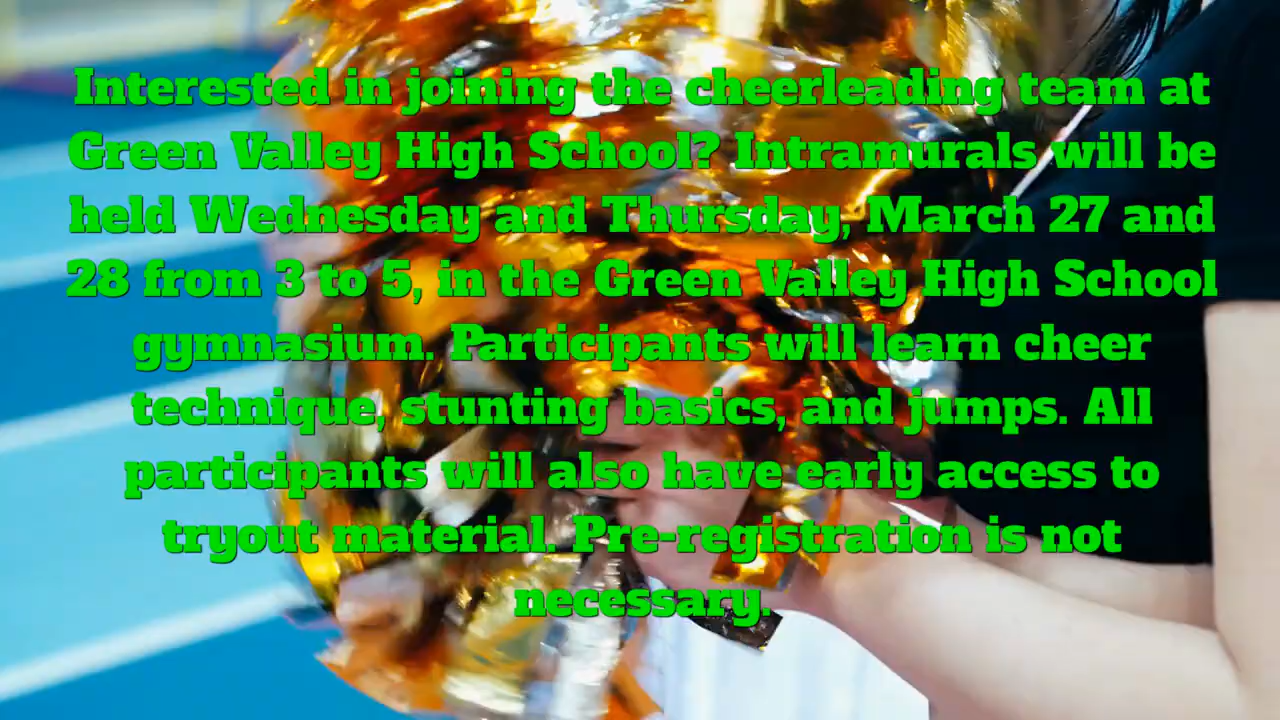 Interested in joining the cheerleading team at
Green Valley High School? Intramurals will be
held Wednesday and Thursday, March 27 and
28 from 3 to 5, in the Green Valley High School
gymnasium. Participants will learn cheer
technique, stunting basics, and jumps. All
participants will also have early access to
tryout material. Pre-registration is not
necessary.